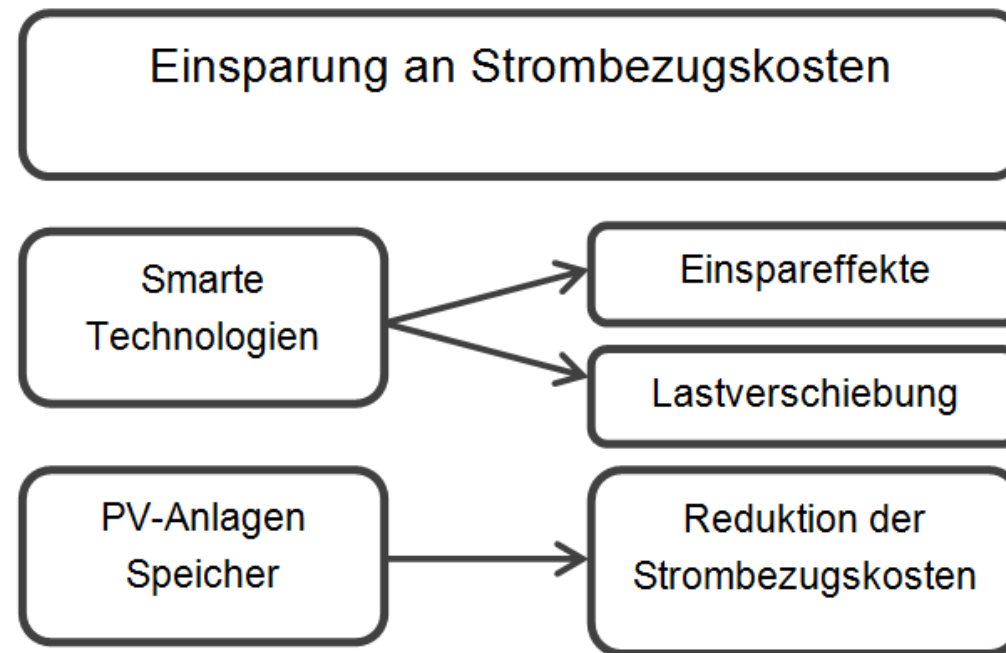 Einsparung an Strombezugskosten
Smarte
Technologien
Einspareffekte
Lastverschiebung
PV-Anlagen
Speicher
Reduktion der
Strombezugskosten